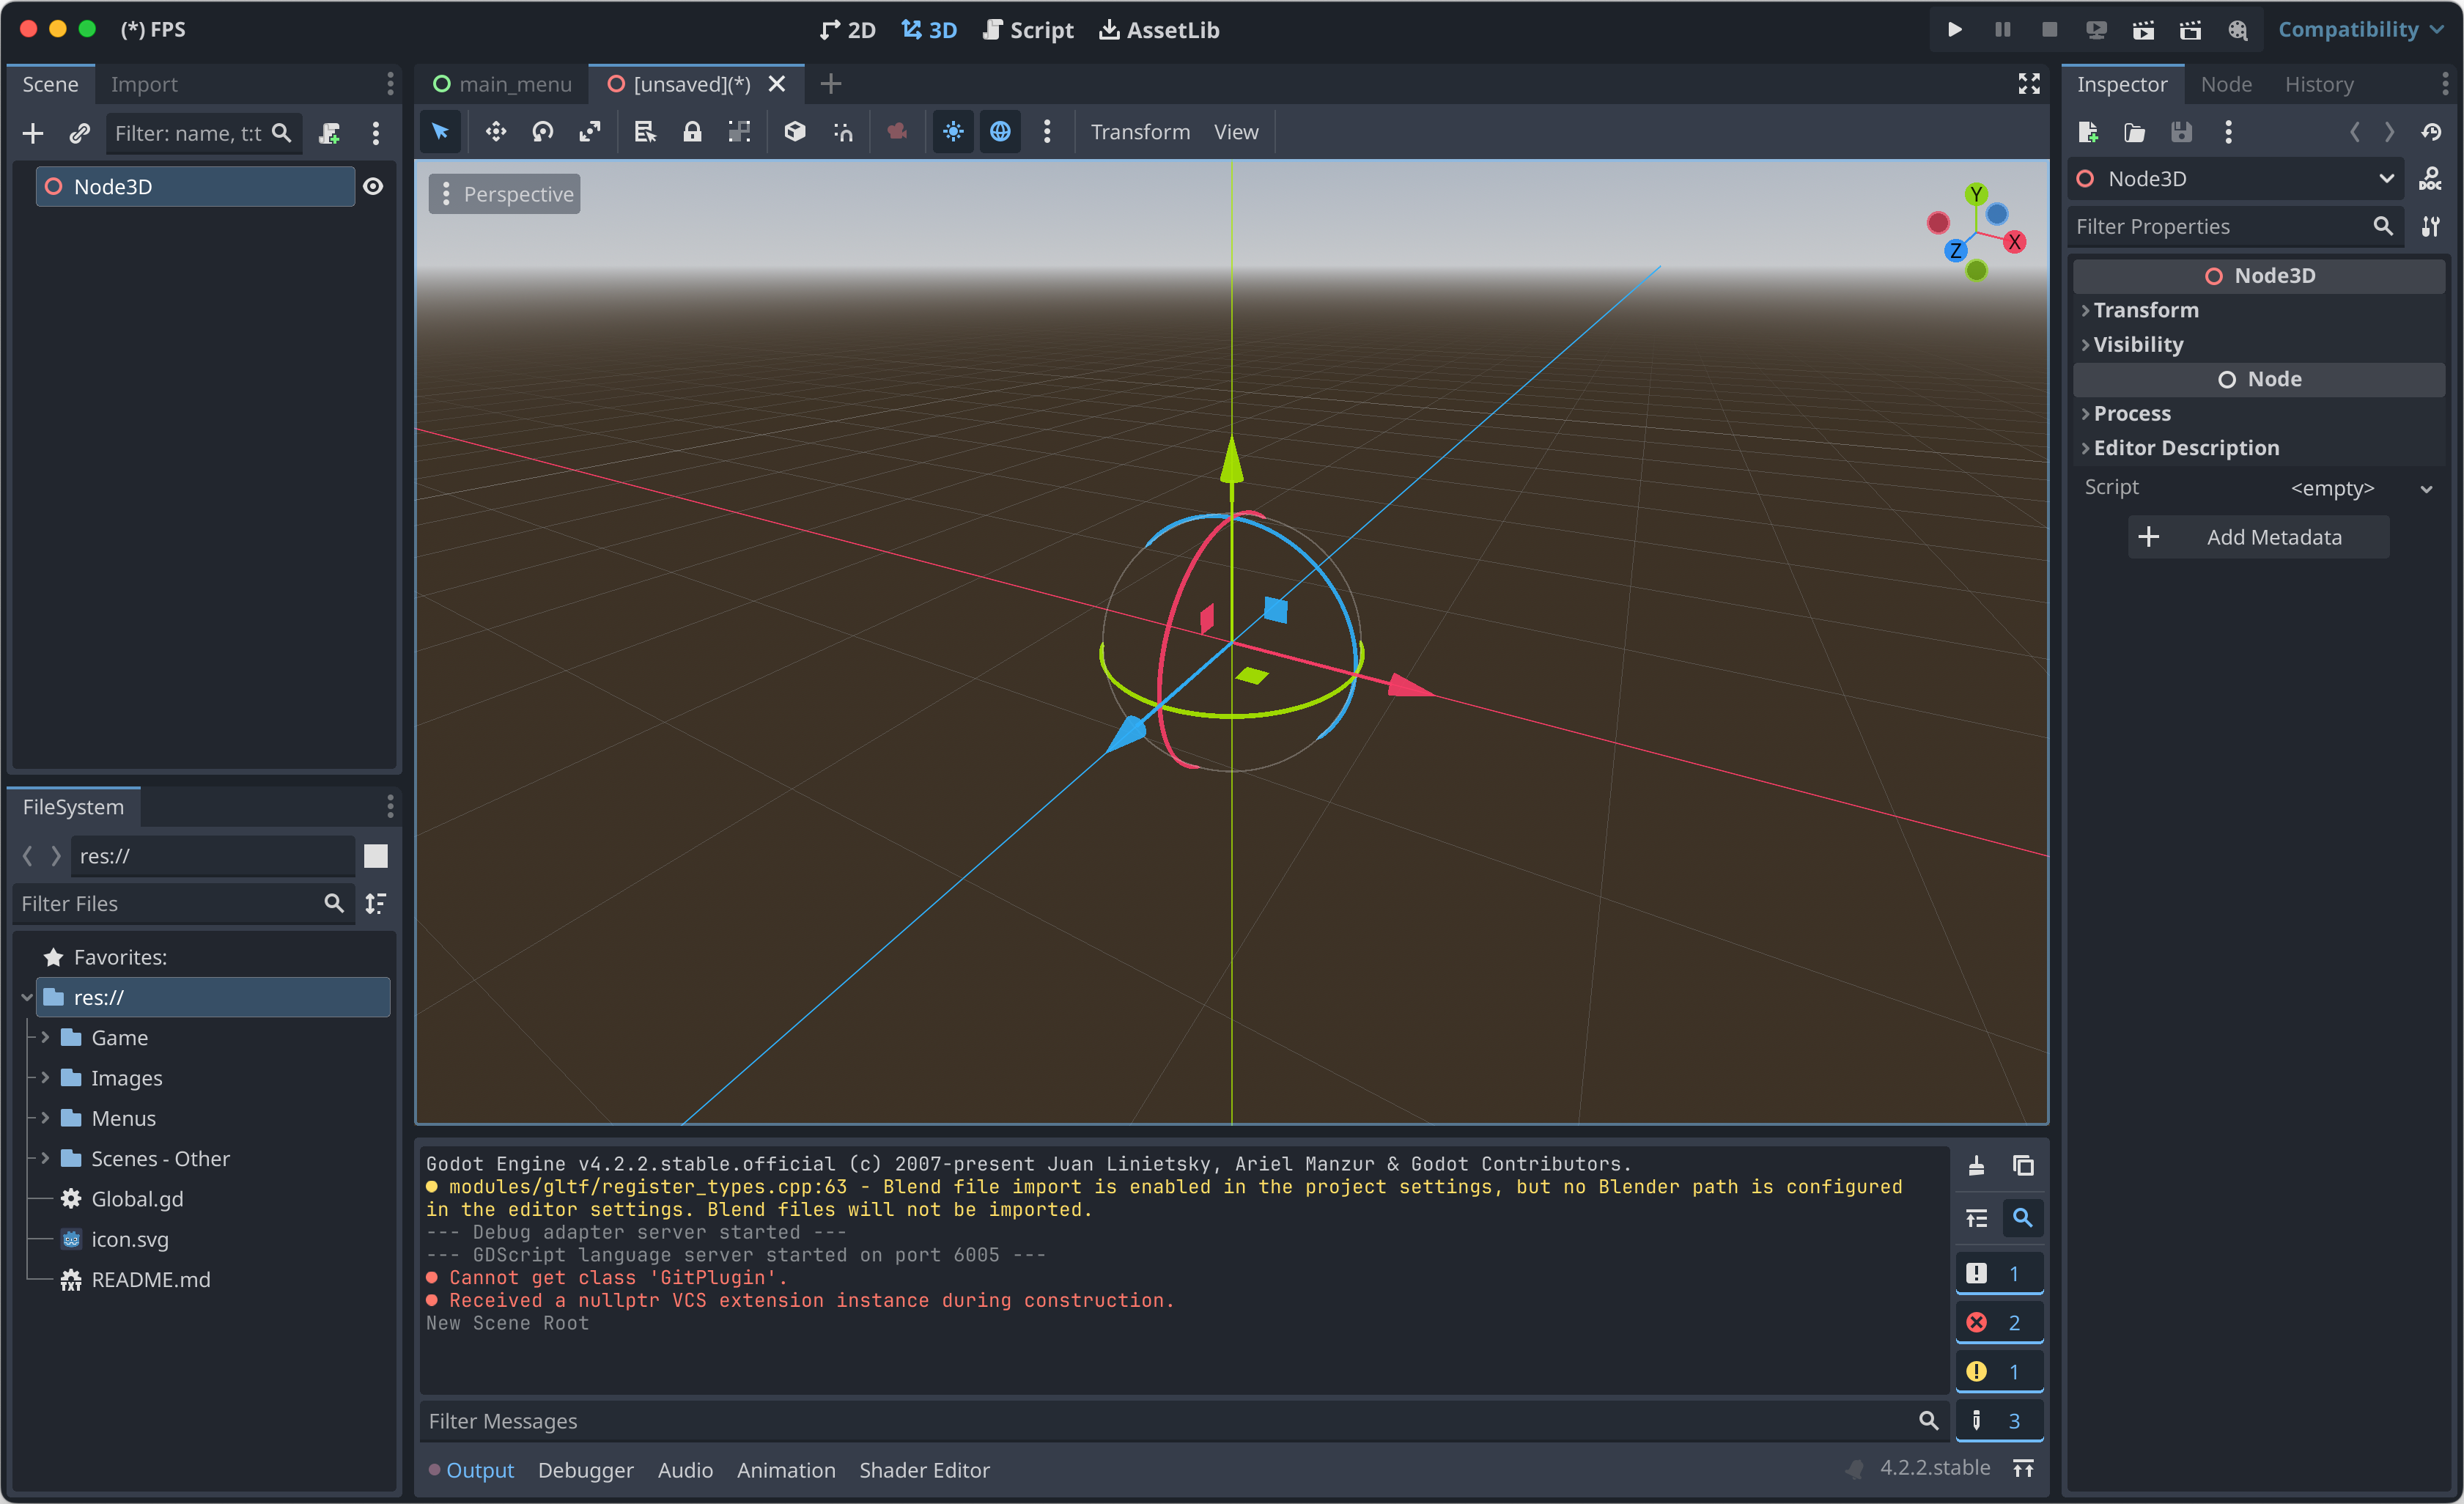 (*) FPS
2D
3D
Script
AssetLib
Compatibility
Scene
Import
Filter: name, t:t
Node3D
main_menu
[unsaved](*)
Transform
View
Perspective
Y
X
Z
FileSystem
res://
Filter Files
Favorites:
res://
Game
Images
Menus
Scenes - Other
Global.gd
icon.svg
README.md
Godot Engine v4.2.2.stable.official (c) 2007-present Juan Linietsky, Ariel Manzur & Godot Contributors.
modules/gltf/register_types.cpp:63 - Blend file import is enabled in the project settings, but no Blender path is configured
in the editor settings. Blend files will not be imported.
--- Debug adapter server started ---
--- GDScript language server started on port 6005 ---
Cannot get class 'GitPlugin'.
Received a nullptr VCS extension instance during construction.
New Scene Root
1
2
1
3
Filter Messages
Output
Debugger
Audio
Animation
Shader Editor
4.2.2.stable
Inspector
Node
History
Node3D
DOC
Filter Properties
Node3D
Transform
Visibility
Node
Process
Editor Description
Script
<empty>
Add Metadata